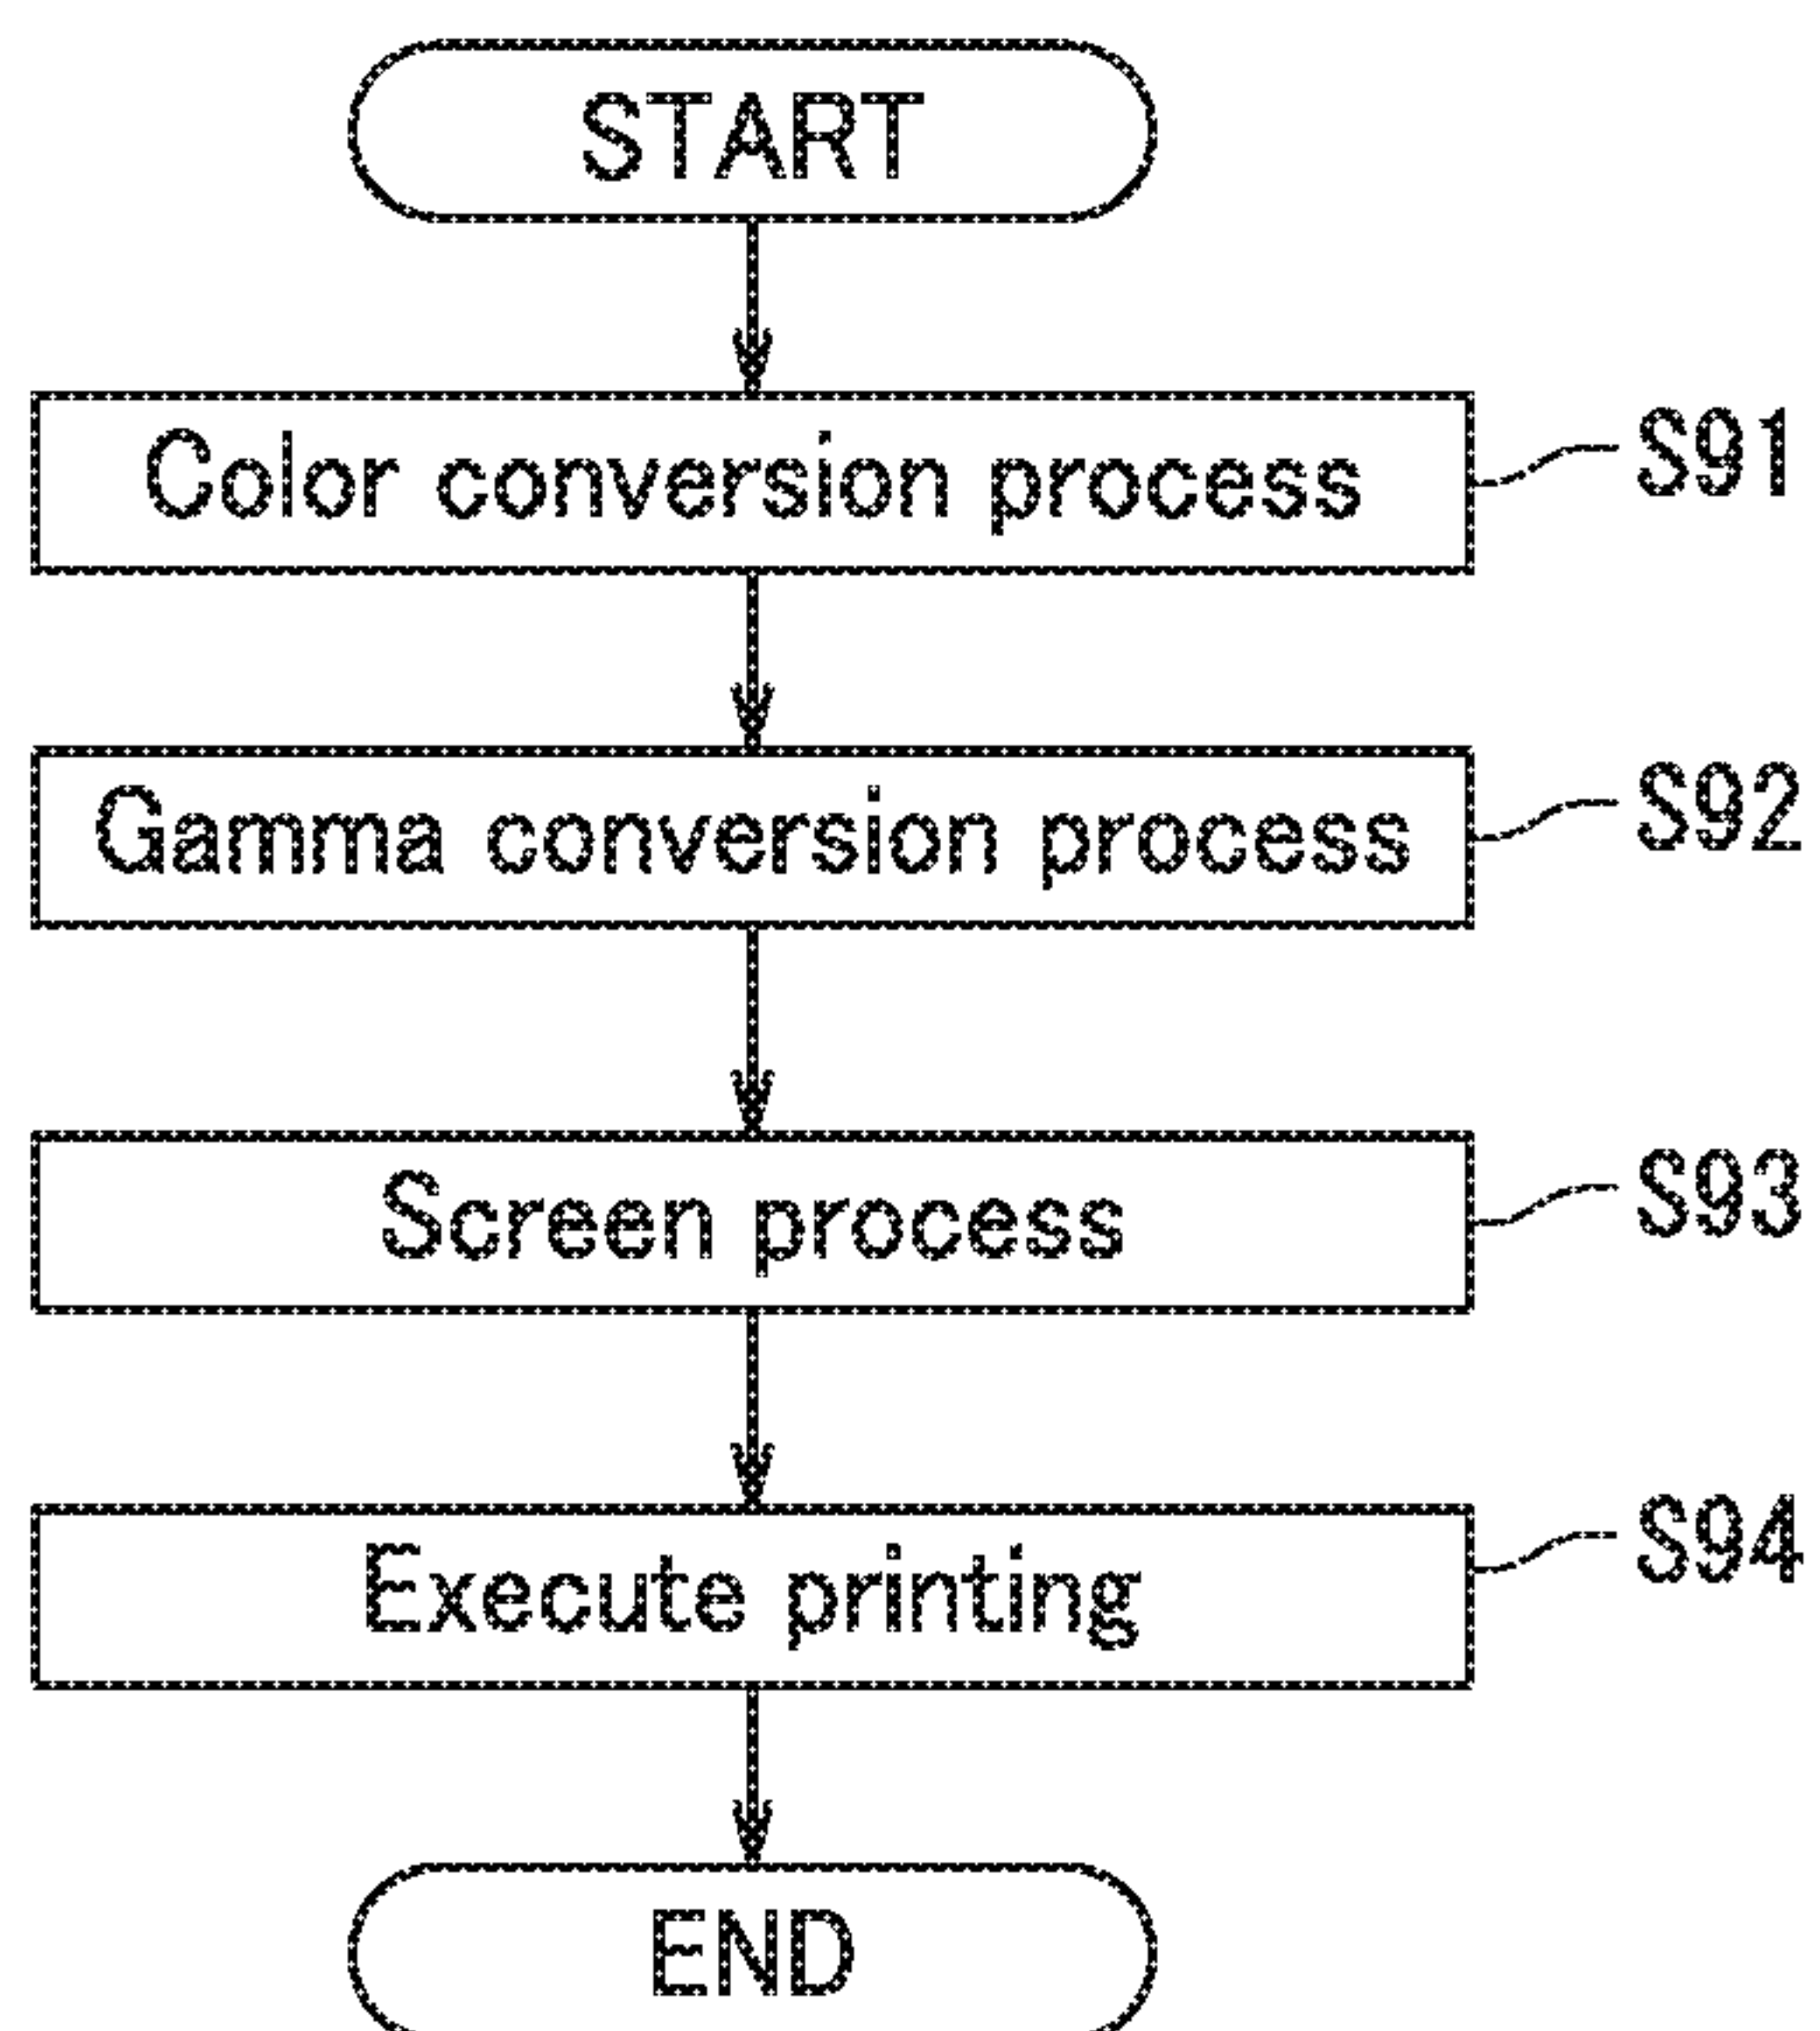 START
Color conversion process S91
Gamma conversion process S92
Screen process S93
Execute printing S94
END